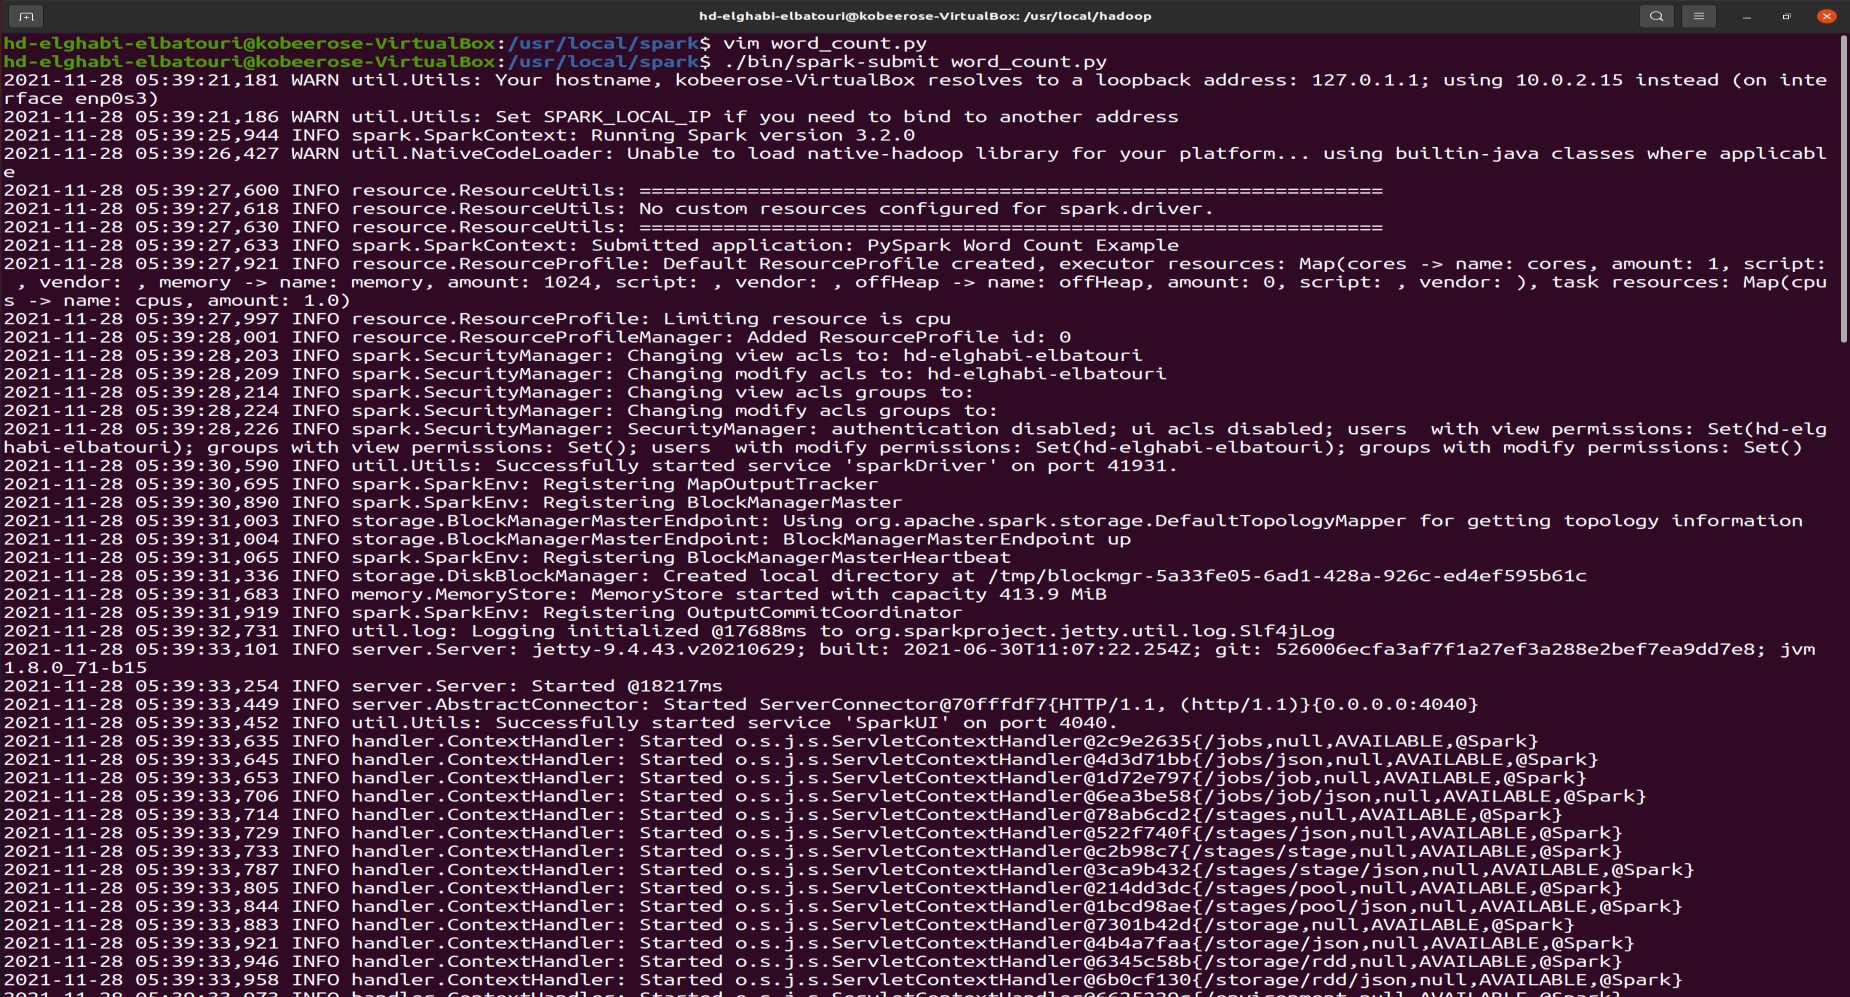 hd-elghabi-elbatouri@kobeerose-VirtualBox: /usr/local/hadoop
hd-elghabi-elbatouri@kobeerose-VirtualBox:/usr/local/spark$ vim word_count.py
hd-elghabi-elbatouri@kobeerose-VirtualBox:/usr/local/spark$ ./bin/spark-submit word_count.py
2021-11-28 05:39:21,181 WARN util.Utils: Your hostname, kobeerose-VirtualBox resolves to a loopback address: 127.0.1.1; using 10.0.2.15 instead (on inte
rface enp0s3)
2021-11-28 05:39:21,186 WARN util.Utils: Set SPARK_LOCAL_IP if you need to bind to another address
2021-11-28 05:39:25,944 INFO spark.SparkContext: Running Spark version 3.2.0
2021-11-28 05:39:26,427 WARN util.NativeCodeLoader: Unable to load native-hadoop library for your platform... using builtin-java classes where applicabl
e
2021-11-28 05:39:27,600 INFO resource.ResourceUtils: ==============================================================
2021-11-28 05:39:27,618 INFO resource.ResourceUtils: No custom resources configured for spark.driver.
2021-11-28 05:39:27,630 INFO resource.ResourceUtils: ==============================================================
2021-11-28 05:39:27,633 INFO spark.SparkContext: Submitted application: PySpark Word Count Example
2021-11-28 05:39:27,921 INFO resource.ResourceProfile: Default ResourceProfile created, executor resources: Map(cores -> name: cores, amount: 1, script:
 , vendor: , memory -> name: memory, amount: 1024, script: , vendor: , offHeap -> name: offHeap, amount: 0, script: , vendor: ), task resources: Map(cpu
s -> name: cpus, amount: 1.0)
2021-11-28 05:39:27,997 INFO resource.ResourceProfile: Limiting resource is cpu
2021-11-28 05:39:28,001 INFO resource.ResourceProfileManager: Added ResourceProfile id: 0
2021-11-28 05:39:28,203 INFO spark.SecurityManager: Changing view acls to: hd-elghabi-elbatouri
2021-11-28 05:39:28,209 INFO spark.SecurityManager: Changing modify acls to: hd-elghabi-elbatouri
2021-11-28 05:39:28,214 INFO spark.SecurityManager: Changing view acls groups to:
2021-11-28 05:39:28,224 INFO spark.SecurityManager: Changing modify acls groups to:
2021-11-28 05:39:28,226 INFO spark.SecurityManager: SecurityManager: authentication disabled; ui acls disabled; users  with view permissions: Set(hd-elg
habi-elbatouri); groups with view permissions: Set(); users  with modify permissions: Set(hd-elghabi-elbatouri); groups with modify permissions: Set()
2021-11-28 05:39:30,590 INFO util.Utils: Successfully started service 'sparkDriver' on port 41931.
2021-11-28 05:39:30,695 INFO spark.SparkEnv: Registering MapOutputTracker
2021-11-28 05:39:30,890 INFO spark.SparkEnv: Registering BlockManagerMaster
2021-11-28 05:39:31,003 INFO storage.BlockManagerMasterEndpoint: Using org.apache.spark.storage.DefaultTopologyMapper for getting topology information
2021-11-28 05:39:31,004 INFO storage.BlockManagerMasterEndpoint: BlockManagerMasterEndpoint up
2021-11-28 05:39:31,065 INFO spark.SparkEnv: Registering BlockManagerMasterHeartbeat
2021-11-28 05:39:31,336 INFO storage.DiskBlockManager: Created local directory at /tmp/blockmgr-5a33fe05-6ad1-428a-926c-ed4ef595b61c
2021-11-28 05:39:31,683 INFO memory.MemoryStore: MemoryStore started with capacity 413.9 MiB
2021-11-28 05:39:31,919 INFO spark.SparkEnv: Registering OutputCommitCoordinator
2021-11-28 05:39:32,731 INFO util.log: Logging initialized @17688ms to org.sparkproject.jetty.util.log.Slf4jLog
2021-11-28 05:39:33,101 INFO server.Server: jetty-9.4.43.v20210629; built: 2021-06-30T11:07:22.254Z; git: 526006ecfa3af7f1a27ef3a288e2bef7ea9dd7e8; jvm
1.8.0_71-b15
2021-11-28 05:39:33,254 INFO server.Server: Started @18217ms
2021-11-28 05:39:33,449 INFO server.AbstractConnector: Started ServerConnector@70fffdf7{HTTP/1.1, (http/1.1)}{0.0.0.0:4040}
2021-11-28 05:39:33,452 INFO util.Utils: Successfully started service 'SparkUI' on port 4040.
2021-11-28 05:39:33,635 INFO handler.ContextHandler: Started o.s.j.s.ServletContextHandler@2c9e2635{/jobs,null,AVAILABLE,@Spark}
2021-11-28 05:39:33,645 INFO handler.ContextHandler: Started o.s.j.s.ServletContextHandler@4d3d71bb{/jobs/json,null,AVAILABLE,@Spark}
2021-11-28 05:39:33,653 INFO handler.ContextHandler: Started o.s.j.s.ServletContextHandler@1d72e797{/jobs/job,null,AVAILABLE,@Spark}
2021-11-28 05:39:33,706 INFO handler.ContextHandler: Started o.s.j.s.ServletContextHandler@6ea3be58{/jobs/job/json,null,AVAILABLE,@Spark}
2021-11-28 05:39:33,714 INFO handler.ContextHandler: Started o.s.j.s.ServletContextHandler@78ab6cd2{/stages,null,AVAILABLE,@Spark}
2021-11-28 05:39:33,729 INFO handler.ContextHandler: Started o.s.j.s.ServletContextHandler@522f740f{/stages/json,null,AVAILABLE,@Spark}
2021-11-28 05:39:33,733 INFO handler.ContextHandler: Started o.s.j.s.ServletContextHandler@c2b98c7{/stages/stage,null,AVAILABLE,@Spark}
2021-11-28 05:39:33,787 INFO handler.ContextHandler: Started o.s.j.s.ServletContextHandler@3ca9b432{/stages/stage/json,null,AVAILABLE,@Spark}
2021-11-28 05:39:33,805 INFO handler.ContextHandler: Started o.s.j.s.ServletContextHandler@214dd3dc{/stages/pool,null,AVAILABLE,@Spark}
2021-11-28 05:39:33,844 INFO handler.ContextHandler: Started o.s.j.s.ServletContextHandler@1bcd98ae{/stages/pool/json,null,AVAILABLE,@Spark}
2021-11-28 05:39:33,883 INFO handler.ContextHandler: Started o.s.j.s.ServletContextHandler@7301b42d{/storage,null,AVAILABLE,@Spark}
2021-11-28 05:39:33,921 INFO handler.ContextHandler: Started o.s.j.s.ServletContextHandler@4b4a7faa{/storage/json,null,AVAILABLE,@Spark}
2021-11-28 05:39:33,946 INFO handler.ContextHandler: Started o.s.j.s.ServletContextHandler@6345c58b{/storage/rdd,null,AVAILABLE,@Spark}
2021-11-28 05:39:33,958 INFO handler.ContextHandler: Started o.s.j.s.ServletContextHandler@6b0cf130{/storage/rdd/json,null,AVAILABLE,@Spark}